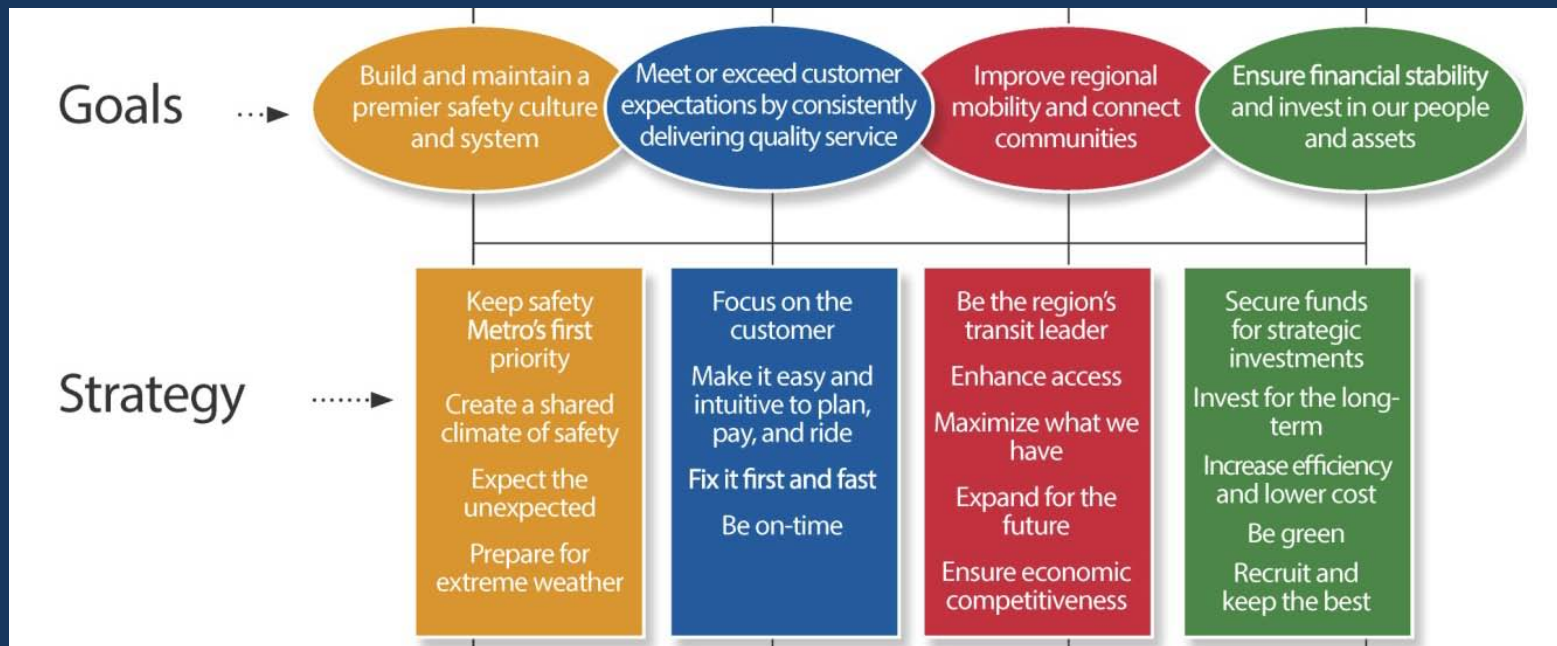 Goals
Build and maintain a
premier safety culture
and system
Meet or exceed customer
expectations by consistently
delivering quality service
Improve regional
mobility and connect
communities
Ensure financial stability
and invest in our people
and assets
Strategy
Keep safety
Metro's first
priority
Create a shared
climate of safety
Expect the
unexpected
Prepare for
extreme weather
Focus on the
customer
Make it easy and
intuitive to plan,
pay, and ride
Fix it first and fast
Be on-time
Be the region's
transit leader
Enhance access
Maximize what we
have
Expand for the
future
Ensure economic
competitiveness
Secure funds
for strategic
investments
Invest for the long-
term
Increase efficiency
and lower cost
Be green
Recruit and
keep the best